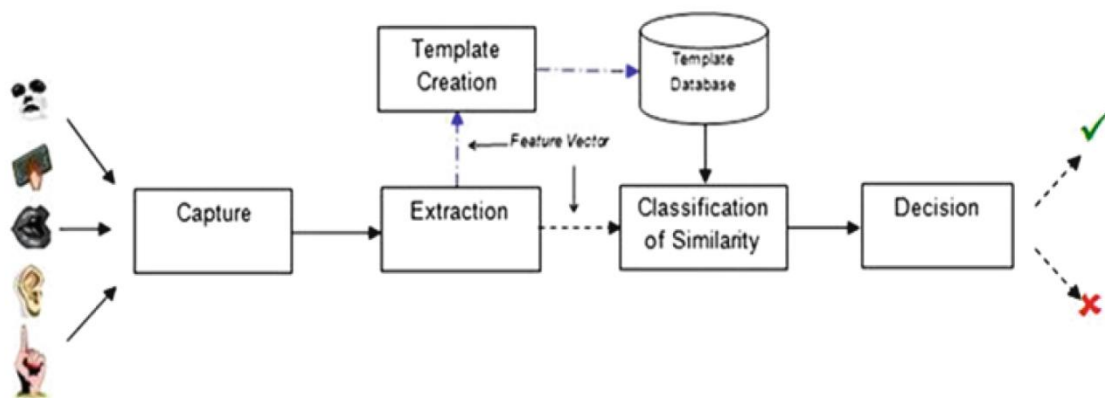 Template
Creation
Template
Database
Feature Vector
Capture
Extraction
Classification
of Similarity
Decision